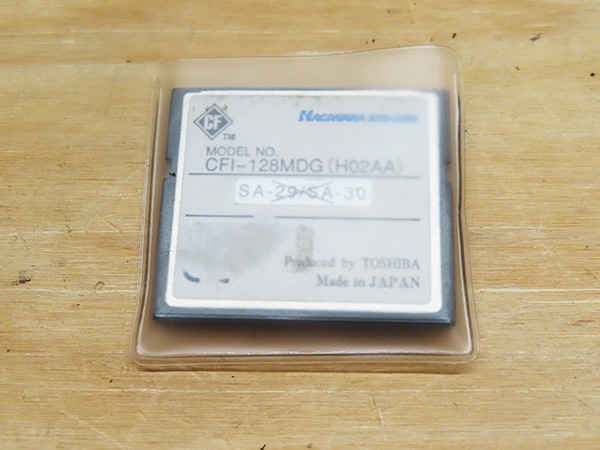 CF
TM
HAGIWARA SYS-COM
MODEL NO.
CFI-128MDG (H02AA)
SA-29/SA-30
Produced by TOSHIBA
Made in JAPAN